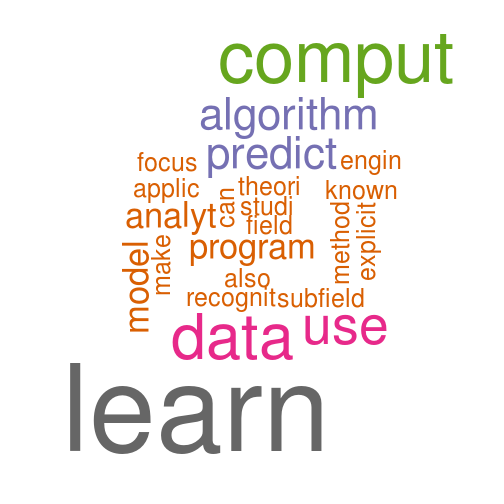 comput
algorithm
predict
focus
engin
applic
can
theori
known
analyt
studi
field
method
explicit
model
make
program
also
recognit
subfield
data
use
learn